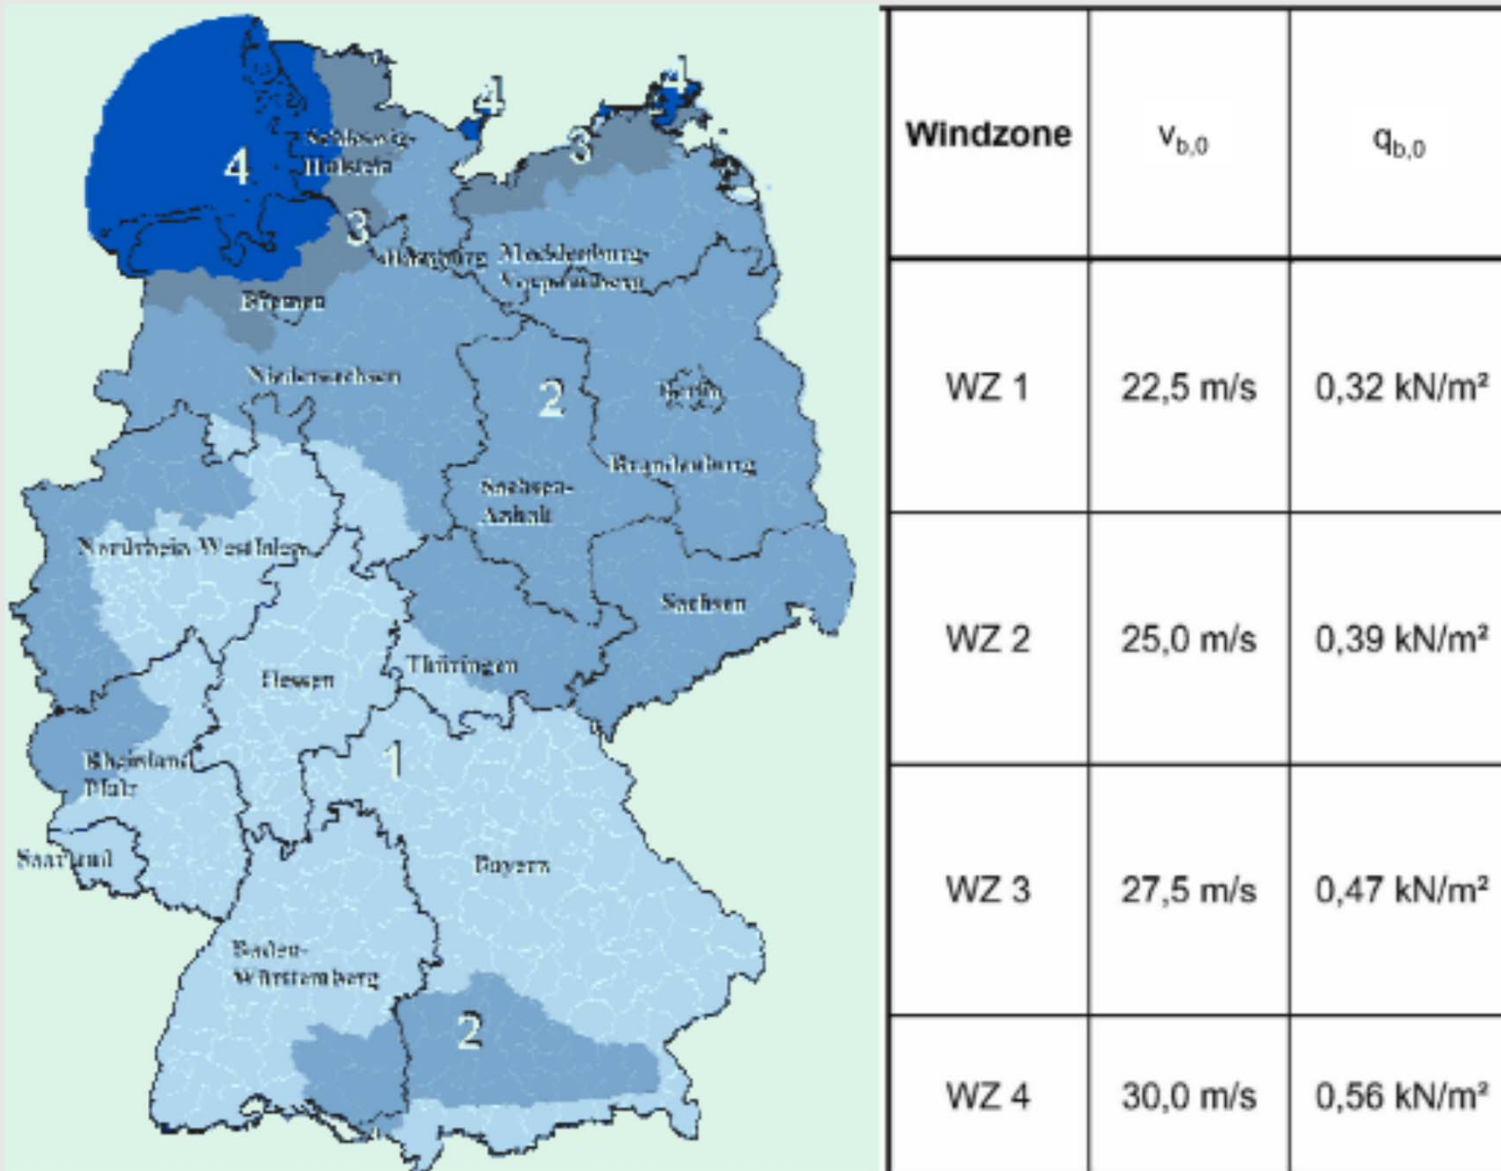 4
4
Schleswig-
Holstein
4
3
3
Hamburg
Mecklenburg-
Vorpommern
Bremen
Niedersachsen
2
Berlin
Brandenburg
Sachsen-
Anhalt
Nordrhein-Westfalen
Sachsen
Hessen
Thüringen
1
Rheinland
Pfalz
Saarland
Bayern
Baden-
Württemberg
2
Windzone v_b,0 q_b,0
WZ 1 22,5 m/s 0,32 kN/m²
WZ 2 25,0 m/s 0,39 kN/m²
WZ 3 27,5 m/s 0,47 kN/m²
WZ 4 30,0 m/s 0,56 kN/m²